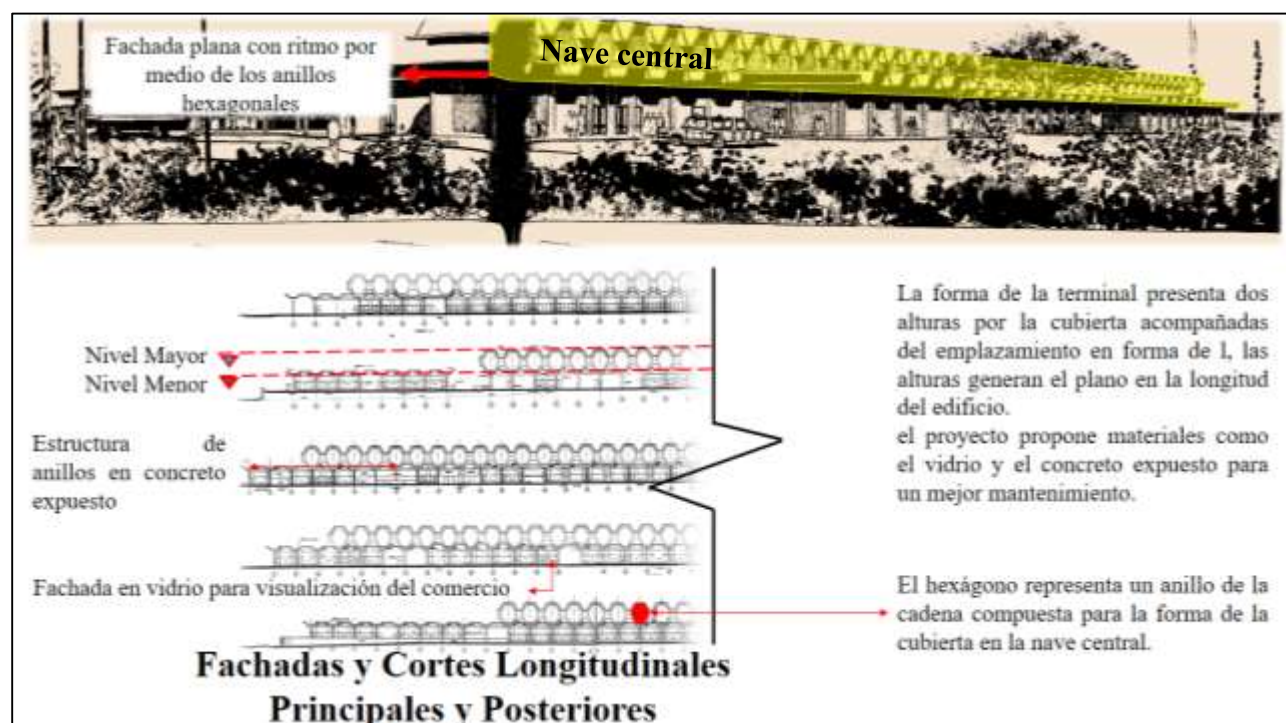 Fachada plana con ritmo por
medio de los anillos
hexagonales
Nave central
Nivel Mayor
Nivel Menor
Estructura de
anillos en concreto
expuesto
Fachada en vidrio para visualización del comercio
La forma de la terminal presenta dos
alturas por la cubierta acompañadas
del emplazamiento en forma de l, las
alturas generan el plano en la longitud
del edificio.
el proyecto propone materiales como
el vidrio y el concreto expuesto para
un mejor mantenimiento.
El hexágono representa un anillo de la
cadena compuesta para la forma de la
cubierta en la nave central.
Fachadas y Cortes Longitudinales
Principales y Posteriores